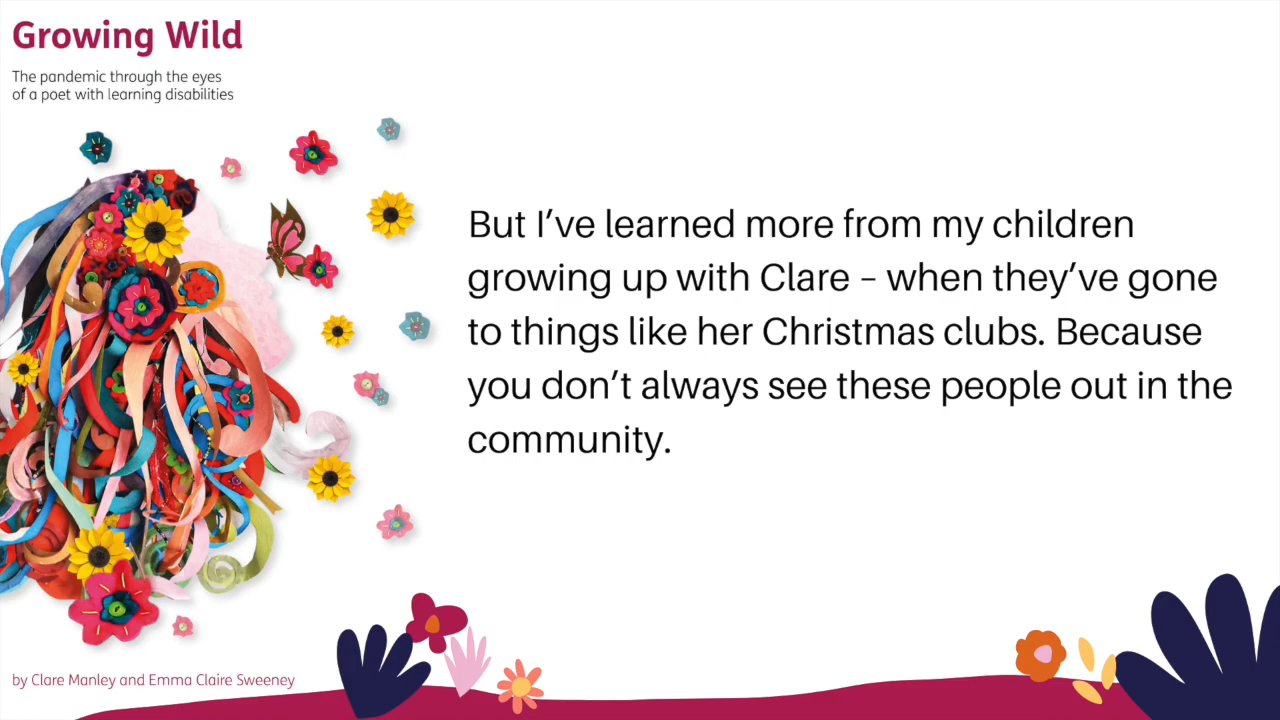 Growing Wild
The pandemic through the eyes
of a poet with learning disabilities
But I’ve learned more from my children
growing up with Clare – when they’ve gone
to things like her Christmas clubs. Because
you don’t always see these people out in the
community.
by Clare Manley and Emma Claire Sweeney